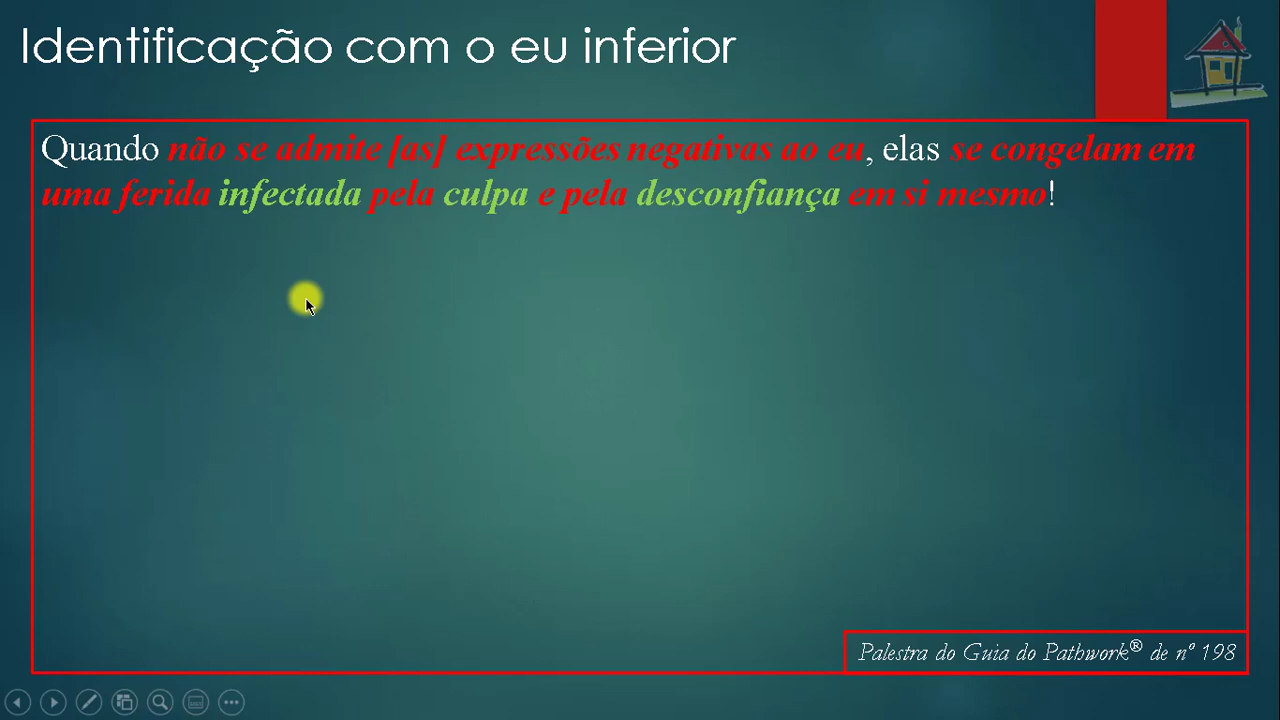 Identificação com o eu inferior
Quando não se admite [as] expressões negativas ao eu, elas se congelam em
uma ferida infectada pela culpa e pela desconfiança em si mesmo!
Palestra do Guia do Pathwork® de nº 198